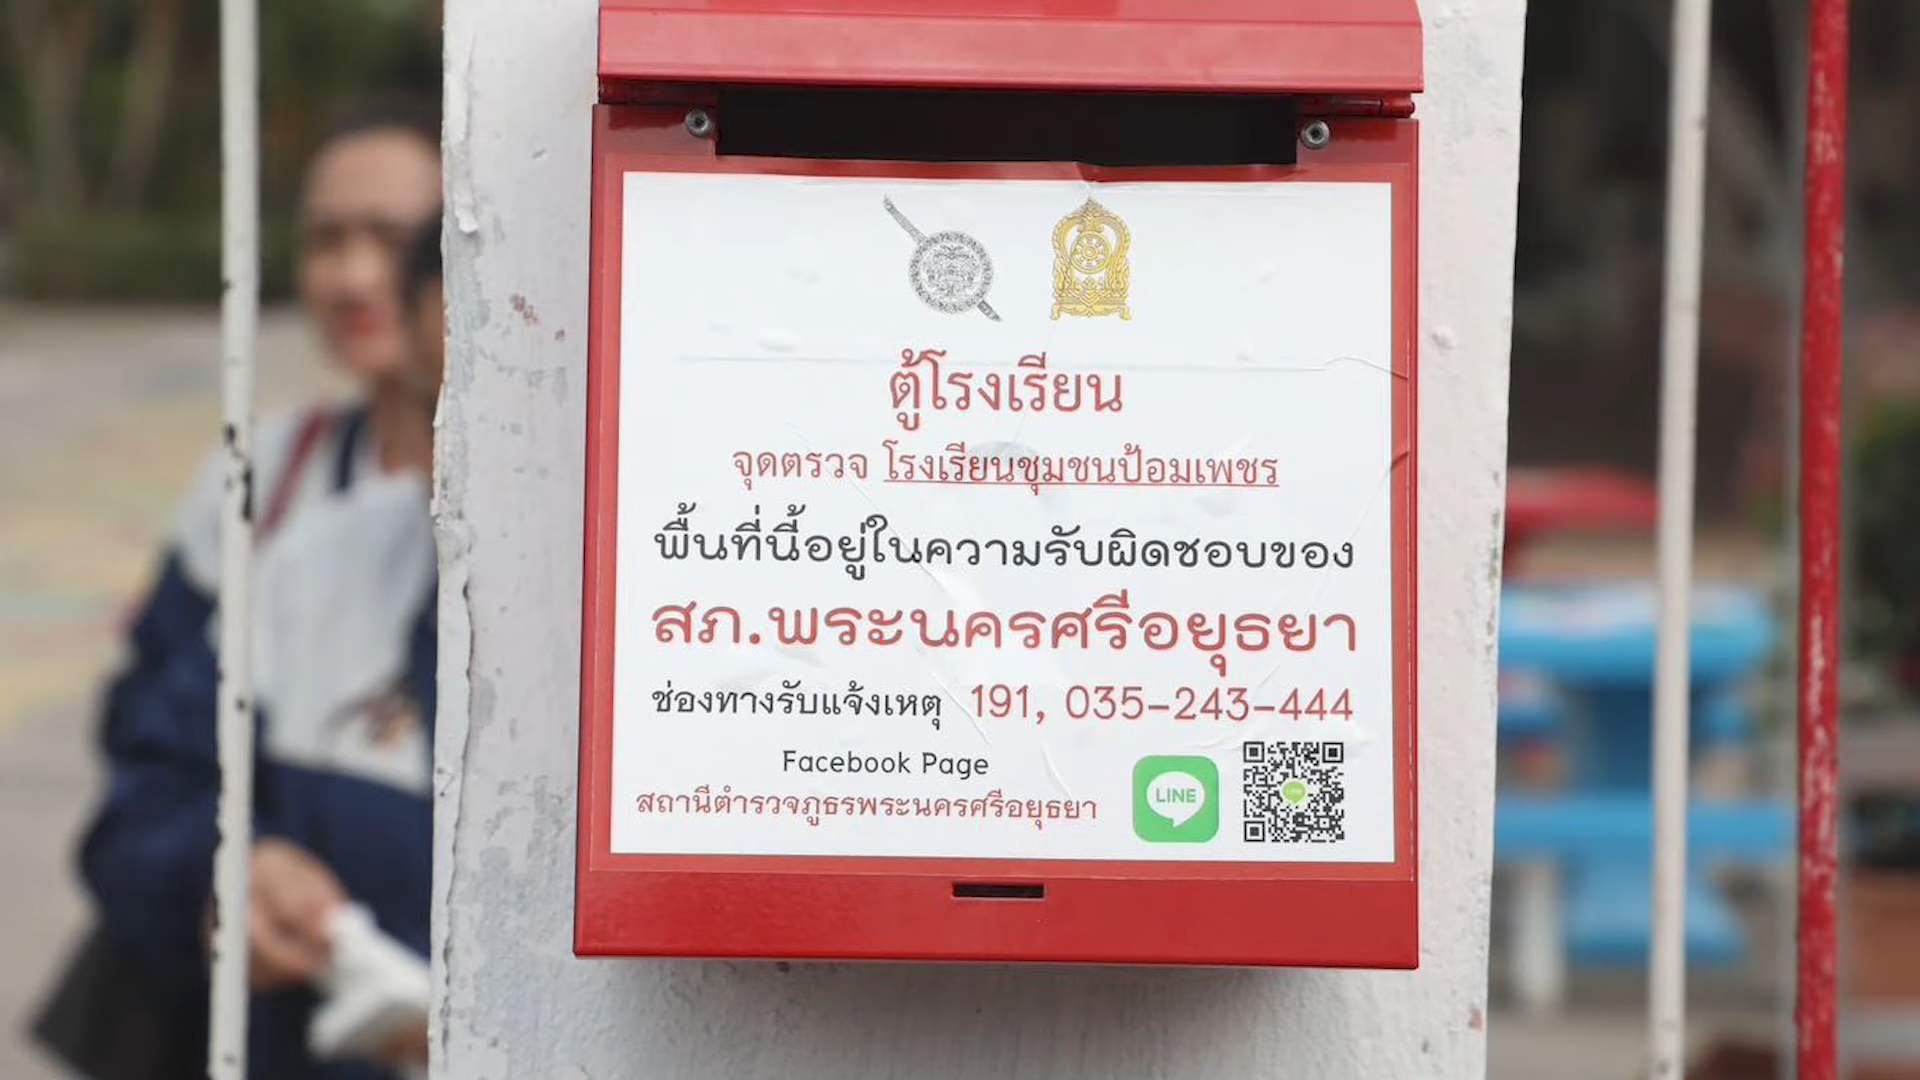 ตู้โรงเรียน
จุดตรวจ โรงเรียนชุมชนป้อมเพชร
พื้นที่นี้อยู่ในความรับผิดชอบของ
สภ.พระนครศรีอยุธยา
ช่องทางรับแจ้งเหตุ 191, 035-243-444
Facebook Page
สถานีตำรวจภูธรพระนครศรีอยุธยา
LINE